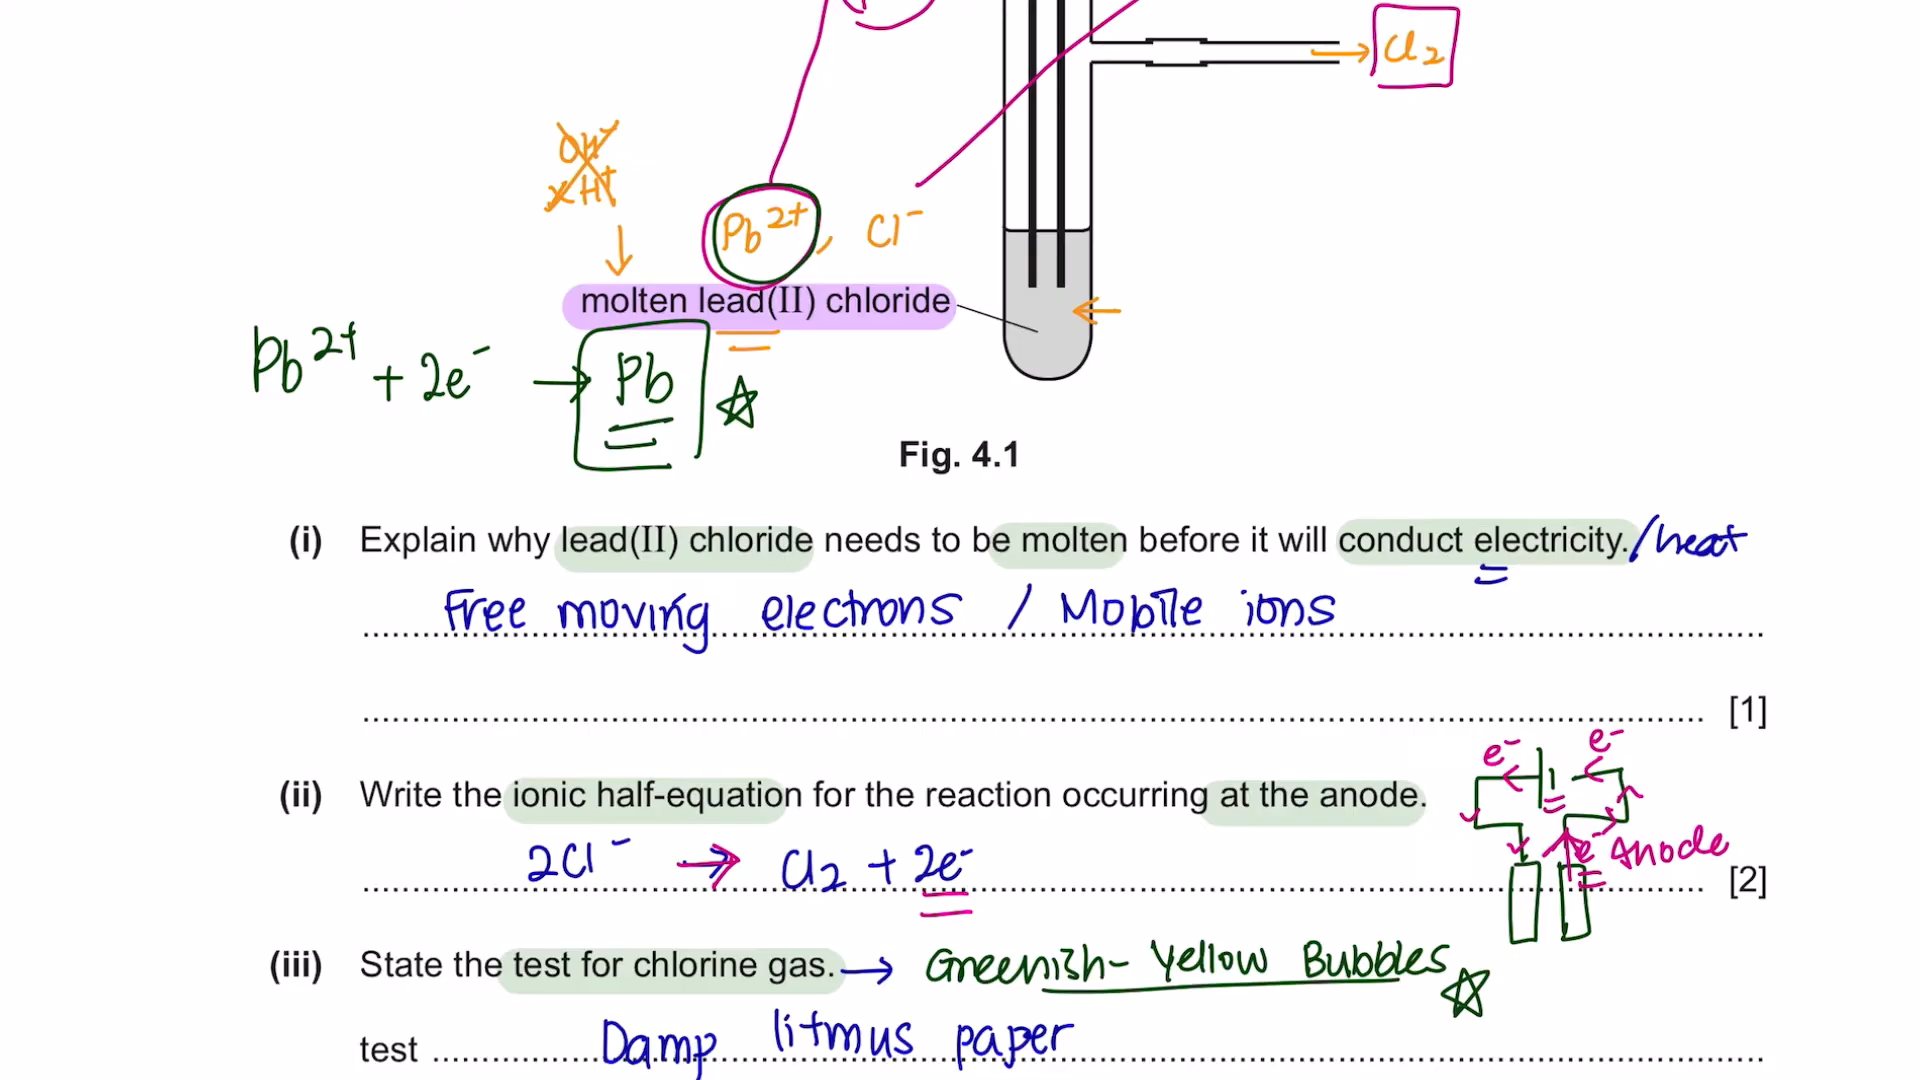 Cl2
OH-
H+
Pb2+, Cl-
molten lead(II) chloride
Pb2+ + 2e- → Pb
Fig. 4.1
(i) Explain why lead(II) chloride needs to be molten before it will conduct electricity. /heat
Free moving electrons / Mobile ions
[1]
e- e-
(ii) Write the ionic half-equation for the reaction occurring at the anode.
e- Anode
2Cl- → Cl2 + 2e-
[2]
(iii) State the test for chlorine gas. → Greenish-Yellow Bubbles
test Damp litmus paper